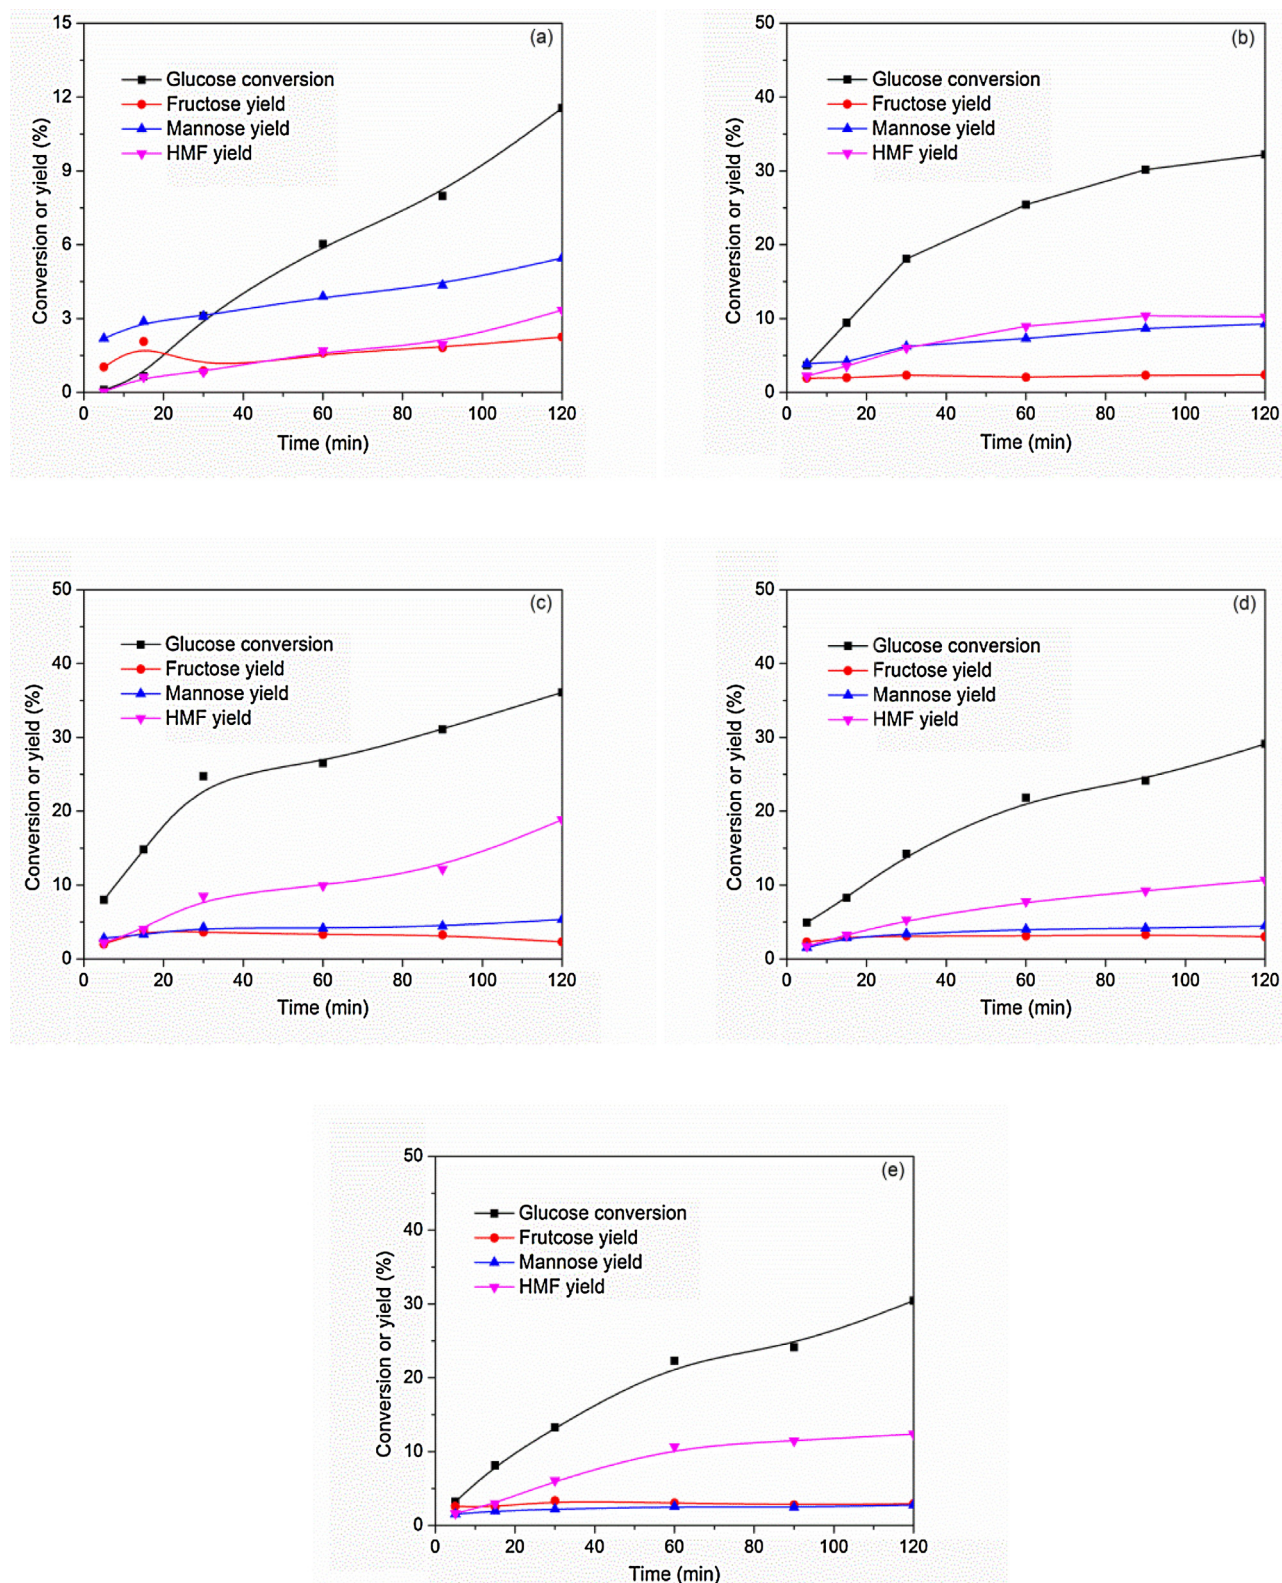 (a)
Glucose conversion
Fructose yield
Mannose yield
HMF yield
Conversion or yield (%)
15
12
9
6
3
0
0 20 40 60 80 100 120
Time (min)
(b)
Glucose conversion
Fructose yield
Mannose yield
HMF yield
Conversion or yield (%)
50
40
30
20
10
0
0 20 40 60 80 100 120
Time (min)
(c)
Glucose conversion
Fructose yield
Mannose yield
HMF yield
Conversion or yield (%)
50
40
30
20
10
0
0 20 40 60 80 100 120
Time (min)
(d)
Glucose conversion
Fructose yield
Mannose yield
HMF yield
Conversion or yield (%)
50
40
30
20
10
0
0 20 40 60 80 100 120
Time (min)
(e)
Glucose conversion
Frutcose yield
Mannose yield
HMF yield
Conversion or yield (%)
50
40
30
20
10
0
0 20 40 60 80 100 120
Time (min)